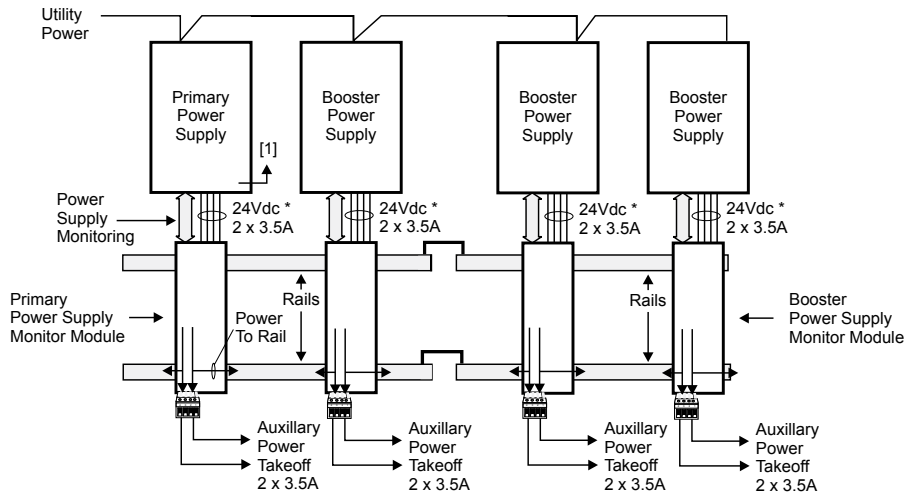 Utility
Power
Primary
Power
Supply
Booster
Power
Supply
Booster
Power
Supply
Booster
Power
Supply
[1]
Power
Supply
Monitoring
24Vdc *
2 x 3.5A
24Vdc *
2 x 3.5A
24Vdc *
2 x 3.5A
24Vdc *
2 x 3.5A
Primary
Power Supply
Monitor Module
Power
To Rail
Rails
Rails
Booster
Power Supply
Monitor Module
Auxillary
Power
Takeoff
2 x 3.5A
Auxillary
Power
Takeoff
2 x 3.5A
Auxillary
Power
Takeoff
2 x 3.5A
Auxillary
Power
Takeoff
2 x 3.5A